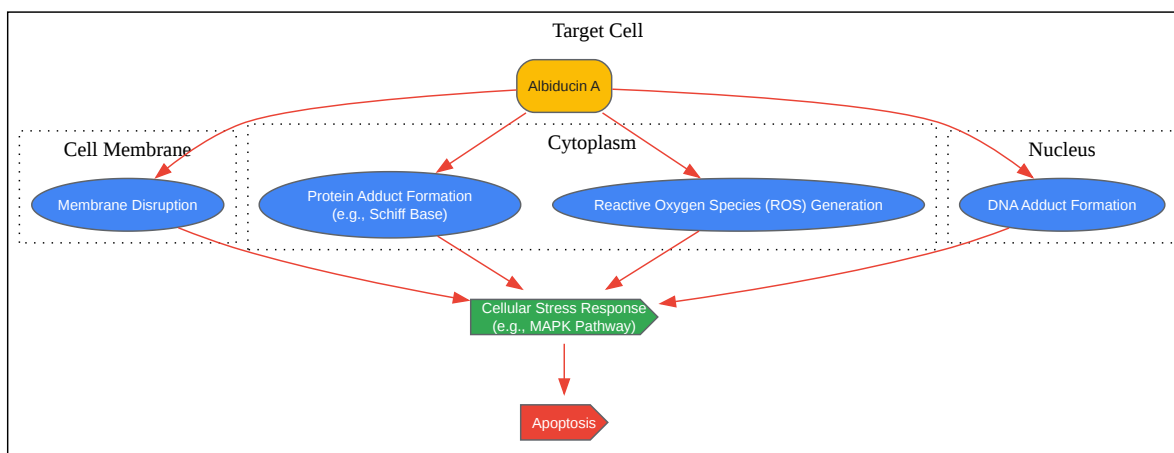 Target Cell
Albiducin A
Cell Membrane
Cytoplasm
Nucleus
Membrane Disruption
Protein Adduct Formation
(e.g., Schiff Base)
Reactive Oxygen Species (ROS) Generation
DNA Adduct Formation
Cellular Stress Response
(e.g., MAPK Pathway)
Apoptosis